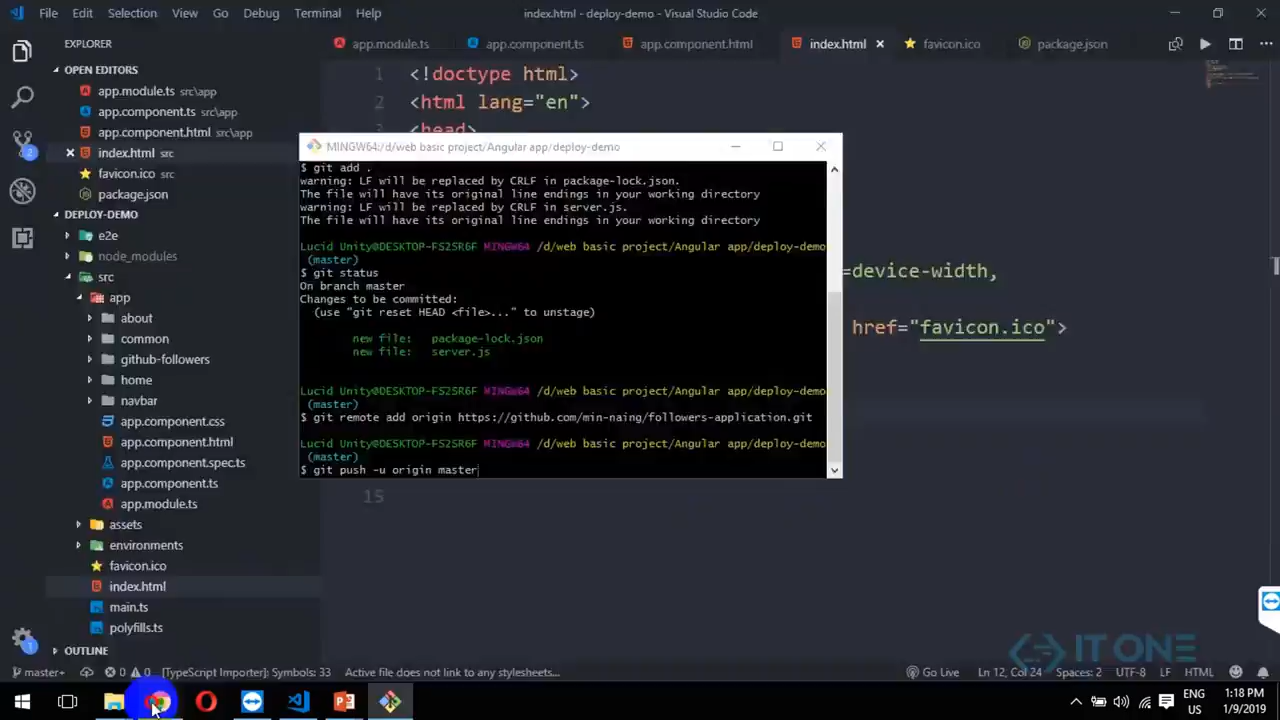 File Edit Selection View Go Debug Terminal Help
index.html - deploy-demo - Visual Studio Code
EXPLORER
app.module.ts
app.component.ts
app.component.html
index.html
favicon.ico
package.json
OPEN EDITORS
app.module.ts src\app
app.component.ts src\app
app.component.html src\app
index.html src
favicon.ico src
package.json
DEPLOY-DEMO
e2e
node_modules
src
app
about
common
github-followers
home
navbar
app.component.css
app.component.html
app.component.spec.ts
app.component.ts
app.module.ts
assets
environments
favicon.ico
index.html
main.ts
polyfills.ts
OUTLINE
1 <!doctype html>
2 <html lang="en">
3 <head>
=device-width,
href="favicon.ico">
15
MINGW64:/d/web basic project/Angular app/deploy-demo
$ git add .
warning: LF will be replaced by CRLF in package-lock.json.
The file will have its original line endings in your working directory
warning: LF will be replaced by CRLF in server.js.
The file will have its original line endings in your working directory
Lucid Unity@DESKTOP-FS2SR6F MINGW64 /d/web basic project/Angular app/deploy-demo
(master)
$ git status
On branch master
Changes to be committed:
(use "git reset HEAD <file>..." to unstage)
new file: package-lock.json
new file: server.js
Lucid Unity@DESKTOP-FS2SR6F MINGW64 /d/web basic project/Angular app/deploy-demo
(master)
$ git remote add origin https://github.com/min-naing/followers-application.git
Lucid Unity@DESKTOP-FS2SR6F MINGW64 /d/web basic project/Angular app/deploy-demo
(master)
$ git push -u origin master
IT ONE
master+ 0 0 [TypeScript Importer]: Symbols: 33 Active file does not link to any stylesheets... Go Live Ln 12, Col 24 Spaces: 2 UTF-8 LF HTML 1
ENG
US
1:18 PM
1/9/2019